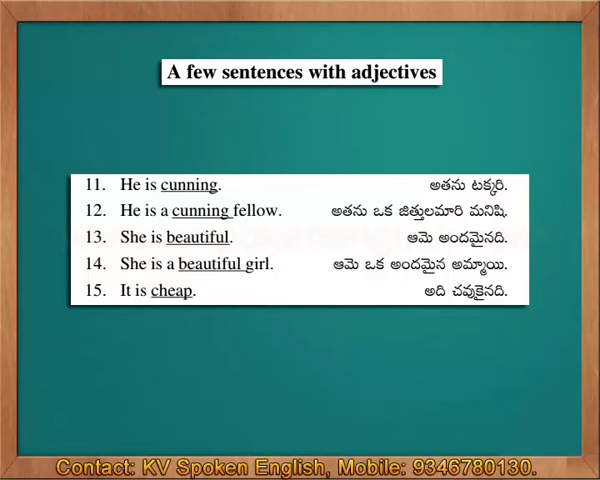 A few sentences with adjectives
11. He is cunning. అతను టక్కరి.
12. He is a cunning fellow. అతను ఒక జిత్తులమారి మనిషి.
13. She is beautiful. ఆమె అందమైనది.
14. She is a beautiful girl. ఆమె ఒక అందమైన అమ్మాయి.
15. It is cheap. అది చవుకైనది.
Contact: KV Spoken English, Mobile: 9346780130.